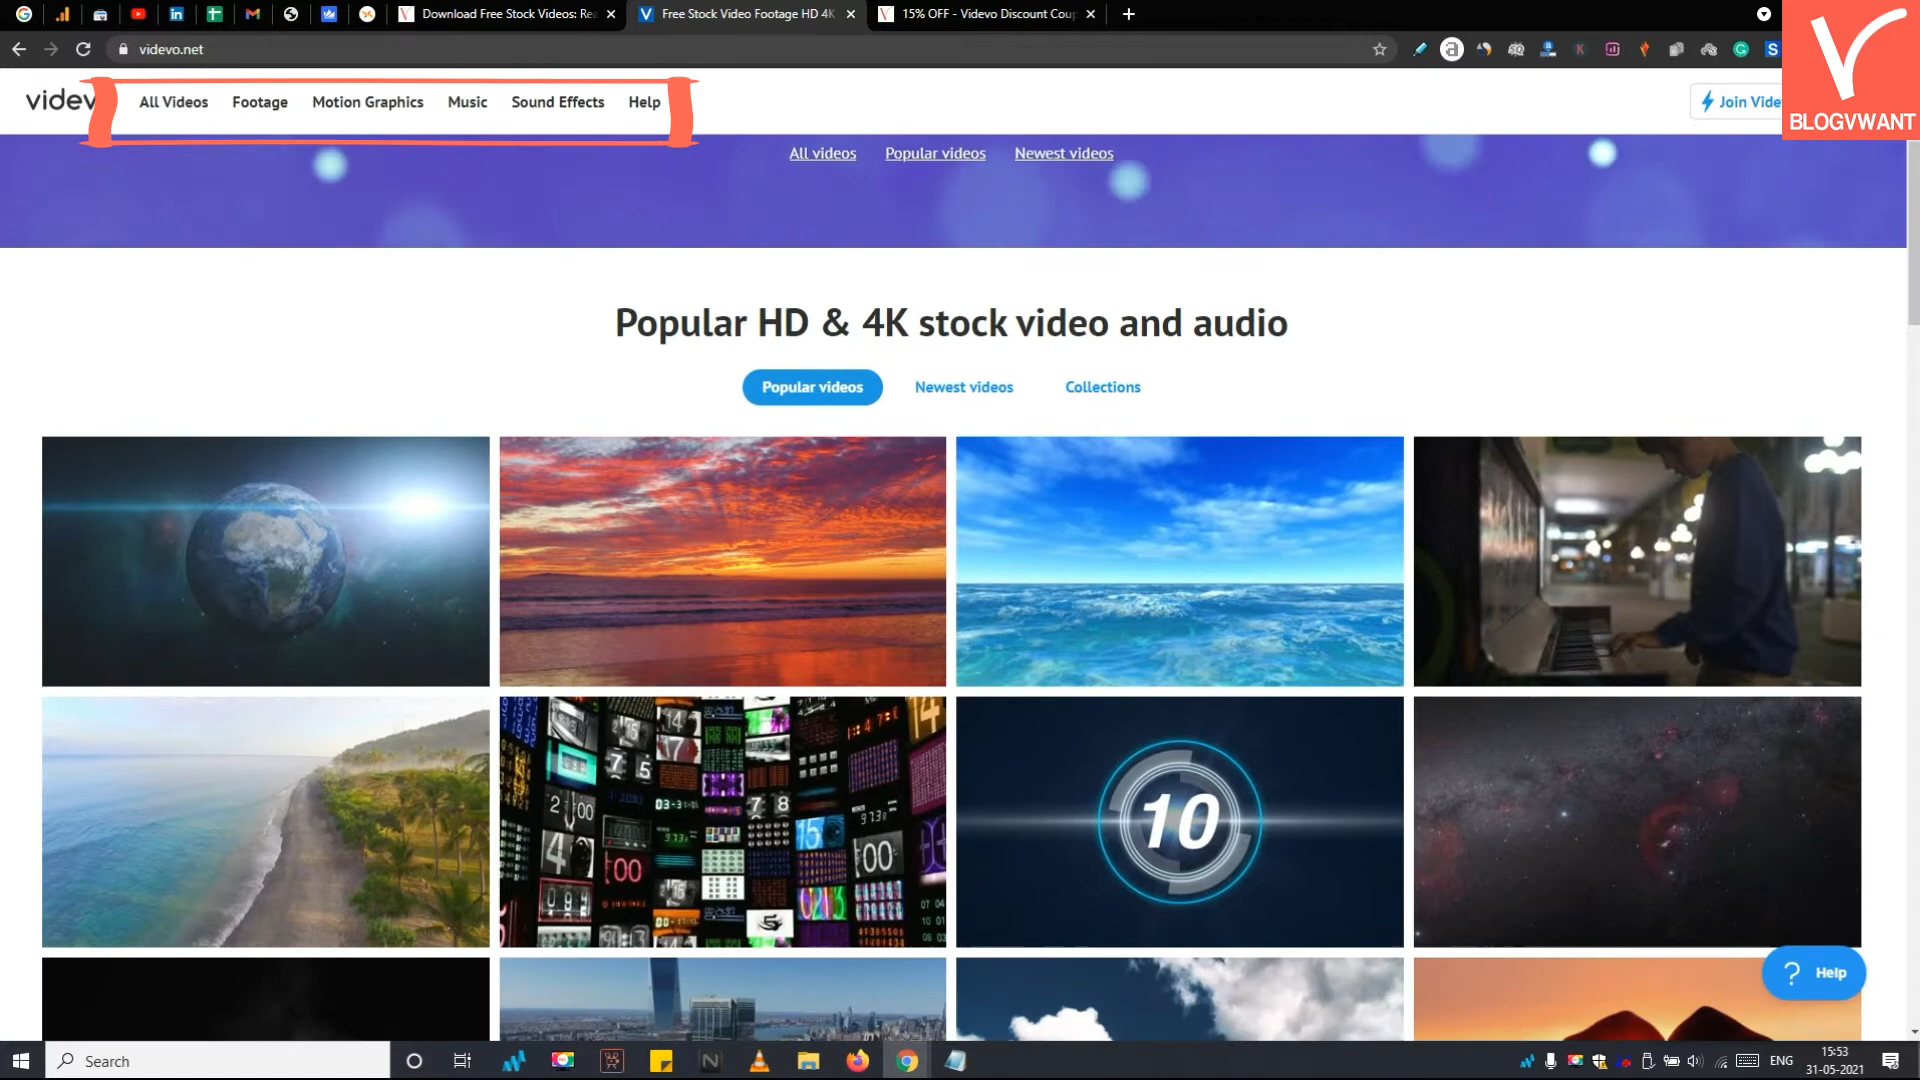 Download Free Stock Videos: Re
Free Stock Video Footage HD 4K
15% OFF - Videvo Discount Coup
videvo.net
BLOGVWANT
videv
All Videos
Footage
Motion Graphics
Music
Sound Effects
Help
Join Vide
All videos
Popular videos
Newest videos
Popular HD & 4K stock video and audio
Popular videos
Newest videos
Collections
10
Help
Search
ENG
15:53
31-05-2021